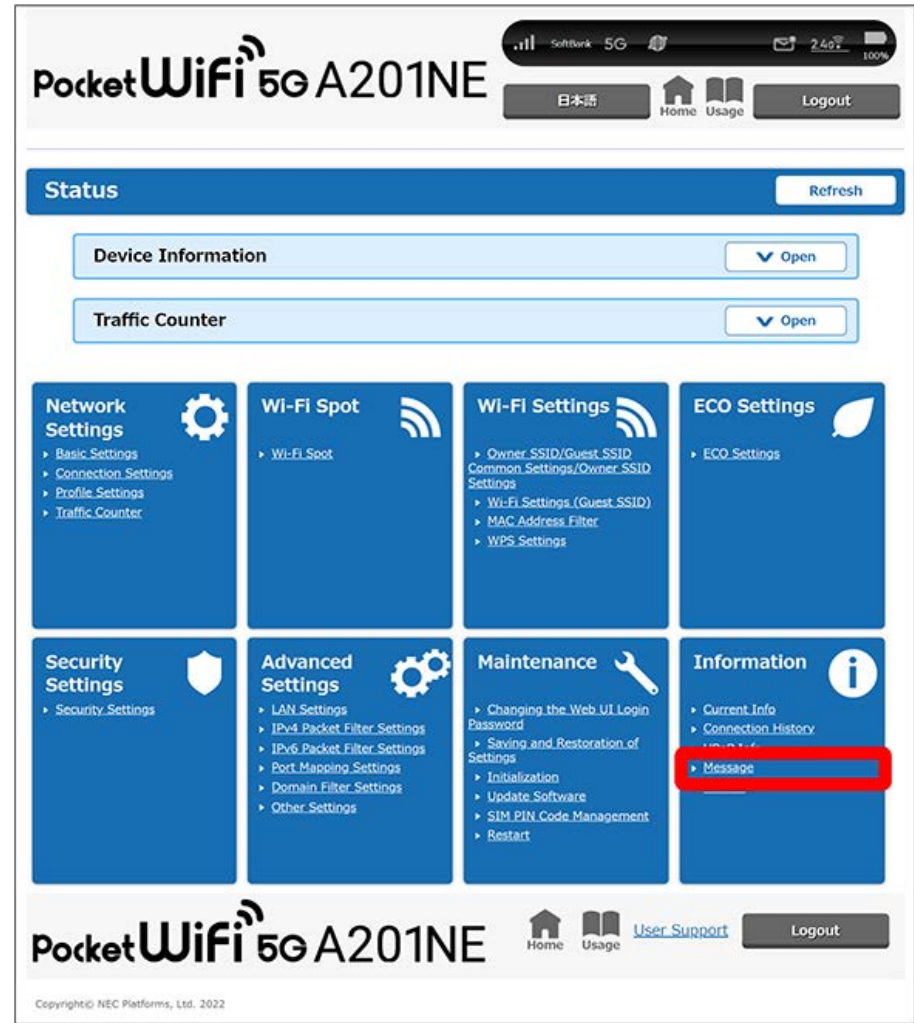 PocketWiFi 5G A201NE
SoftBank 5G 2.4G 100%
日本語 Home Usage Logout
Status Refresh
Device Information Open
Traffic Counter Open
Network
Settings
Basic Settings
Connection Settings
Profile Settings
Traffic Counter
Wi-Fi Spot
Wi-Fi Spot
Wi-Fi Settings
Owner SSID/Guest SSID
Common Settings/Owner SSID
Settings
Wi-Fi Settings (Guest SSID)
MAC Address Filter
WPS Settings
ECO Settings
ECO Settings
Security
Settings
Security Settings
Advanced
Settings
LAN Settings
IPv4 Packet Filter Settings
IPv6 Packet Filter Settings
Port Mapping Settings
Domain Filter Settings
Other Settings
Maintenance
Changing the Web UI Login
Password
Saving and Restoration of
Settings
Initialization
Update Software
SIM PIN Code Management
Restart
Information
Current Info
Connection History
Message
PocketWiFi 5G A201NE
Home Usage User Support Logout
Copyright© NEC Platforms, Ltd. 2022